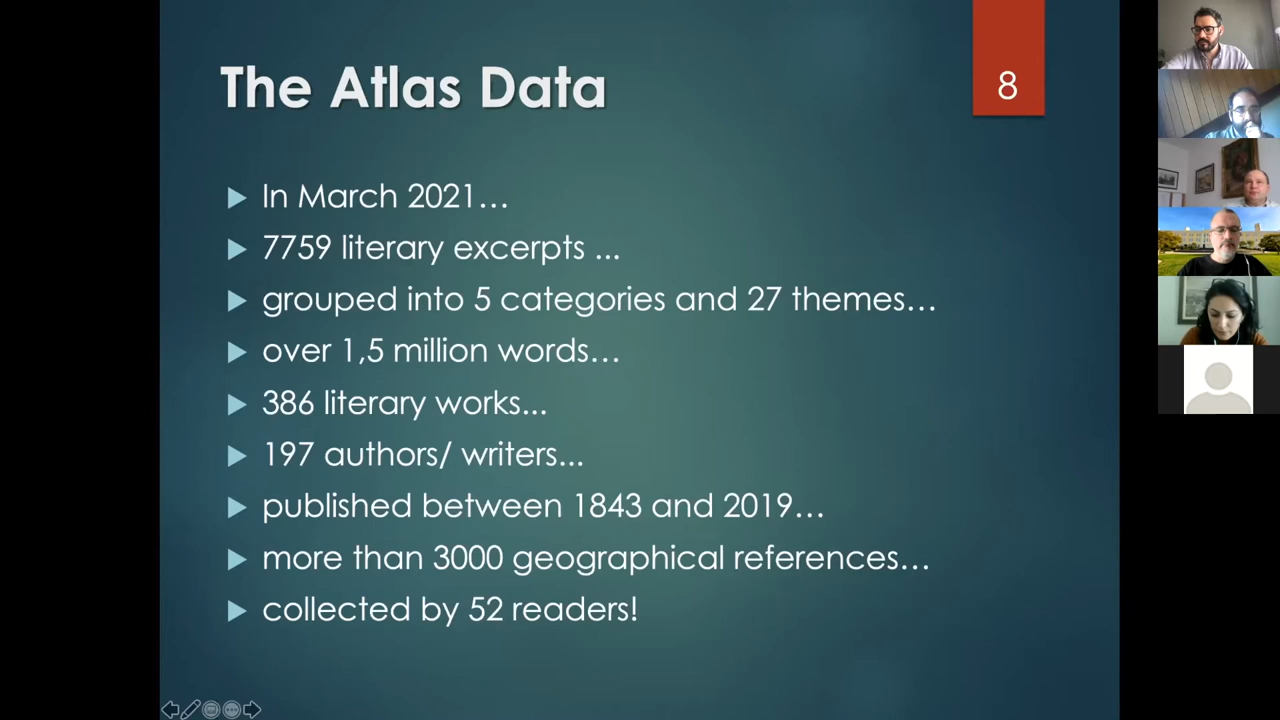 The Atlas Data
8
In March 2021…
7759 literary excerpts ...
grouped into 5 categories and 27 themes…
over 1,5 million words…
386 literary works...
197 authors/ writers...
published between 1843 and 2019…
more than 3000 geographical references…
collected by 52 readers!